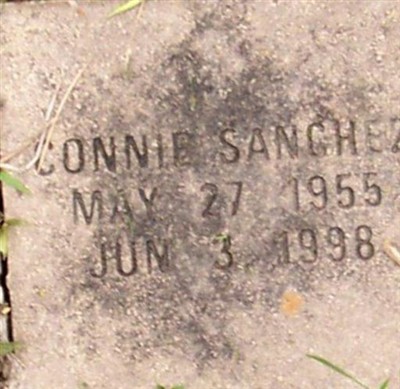 CONNIE SANCHEZ
MAY 27 1955
JUN 3, 1998